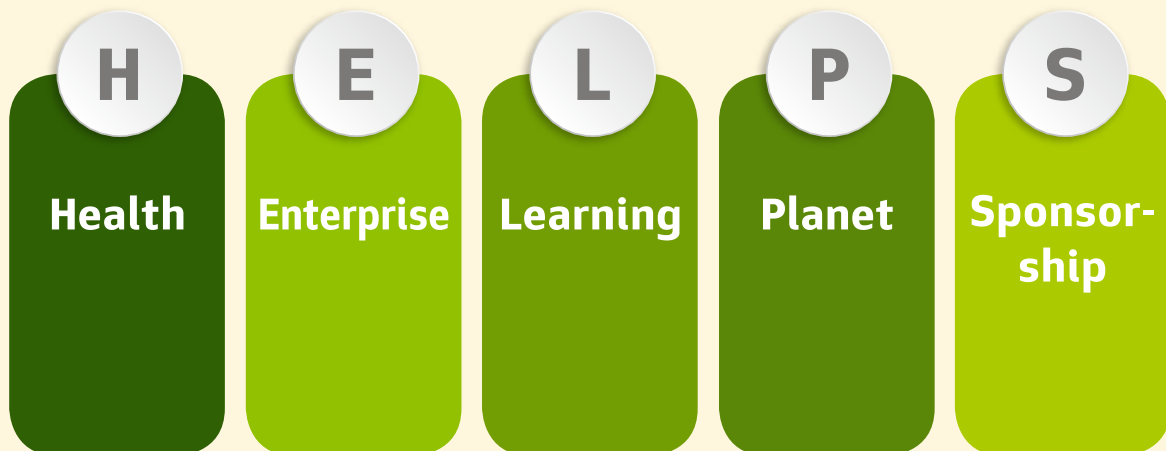 H
E
L
P
S
Health
Enterprise
Learning
Planet
Sponsor-
ship